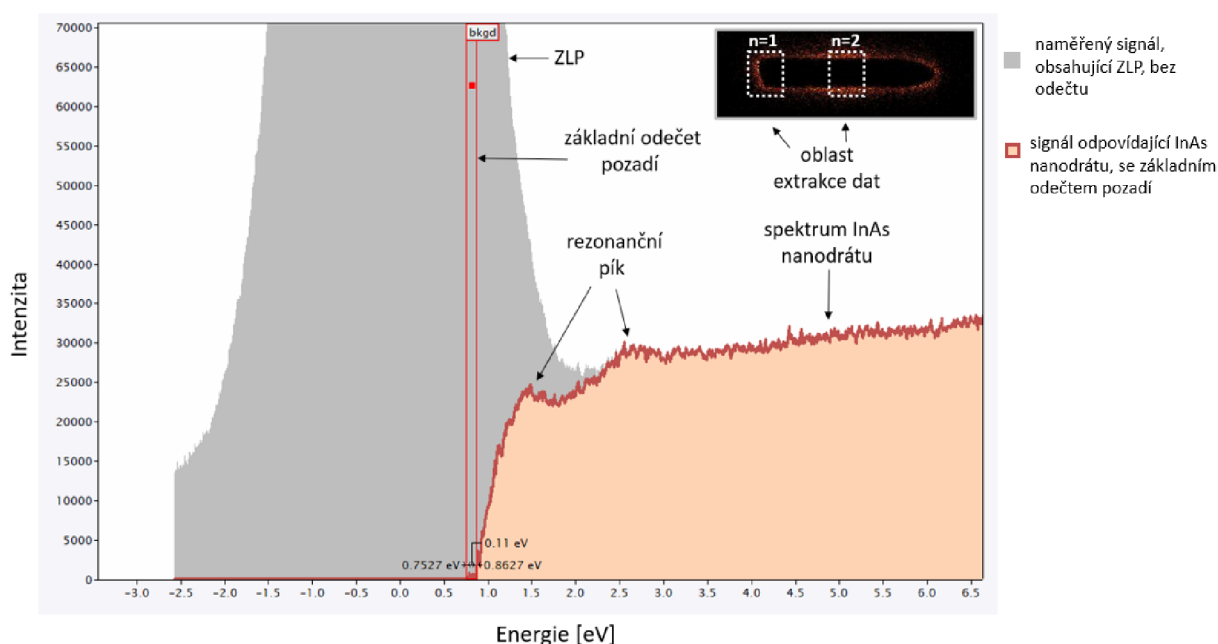 70000
65000
60000
55000
50000
45000
40000
35000
30000
25000
20000
15000
10000
5000
0
Intenzita
bkgd
ZLP
základní odečet
pozadí
n=1 n=2
oblast
extrakce dat
rezonanční
pík
spektrum InAs
nanodrátu
0.11 eV
0.7527 eV 0.8627 eV
-3.0 -2.5 -2.0 -1.5 -1.0 -0.5 0.0 0.5 1.0 1.5 2.0 2.5 3.0 3.5 4.0 4.5 5.0 5.5 6.0 6.5
Energie [eV]
naměřený signál,
obsahující ZLP, bez
odečtu
signál odpovídající InAs
nanodrátu, se základním
odečtem pozadí